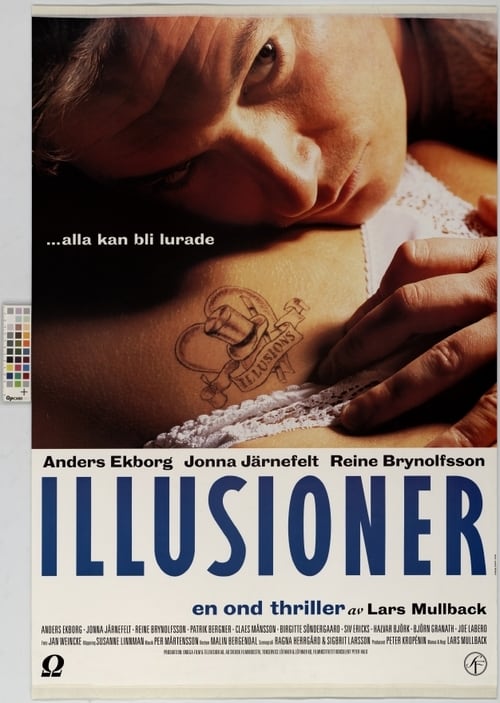 ...alla kan bli lurade
ILLUSIONS
Anders Ekborg Jonna Järnefelt Reine Brynolfsson
ILLUSIONER
en ond thriller av Lars Mullback
ANDERS EKBORG · JONNA JÄRNEFELT · REINE BRYNOLFSSON · PATRIK BERGNER · CLAES MÅNSSON · BIRGITTE SÖNDERGAARD · SIV ERICKS · HALVAR BJÖRK · BJÖRN GRANATH · JOE LABERO
Foto JAN WEINCKE Klippning SUSANNE LINNMAN Musik PER MÅRTENSSON MALIN BERGENDAL RAGNA HERRGÅRD & SIGBRIT LARSSON Producent PETER KROPÉNIN Manus & Regi LARS MULLBACK
Ω
SF